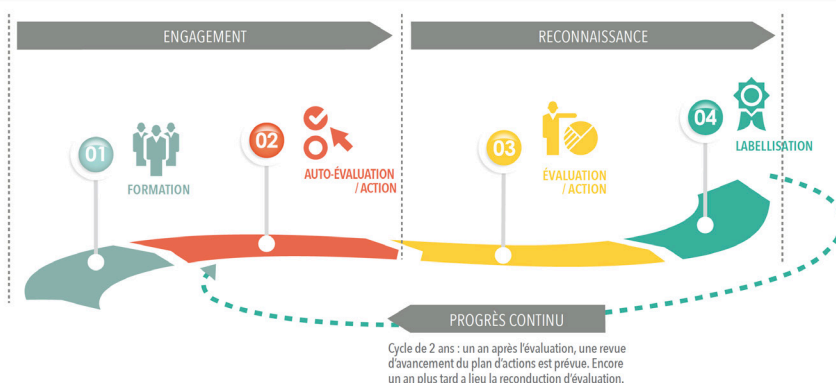 ENGAGEMENT
RECONNAISSANCE
01
FORMATION
02
AUTO-ÉVALUATION
/ ACTION
03
ÉVALUATION
/ ACTION
04
LABELLISATION
PROGRÈS CONTINU
Cycle de 2 ans : un an après l’évaluation, une revue
d’avancement du plan d’actions est prévue. Encore
un an plus tard a lieu la reconduction d’évaluation.